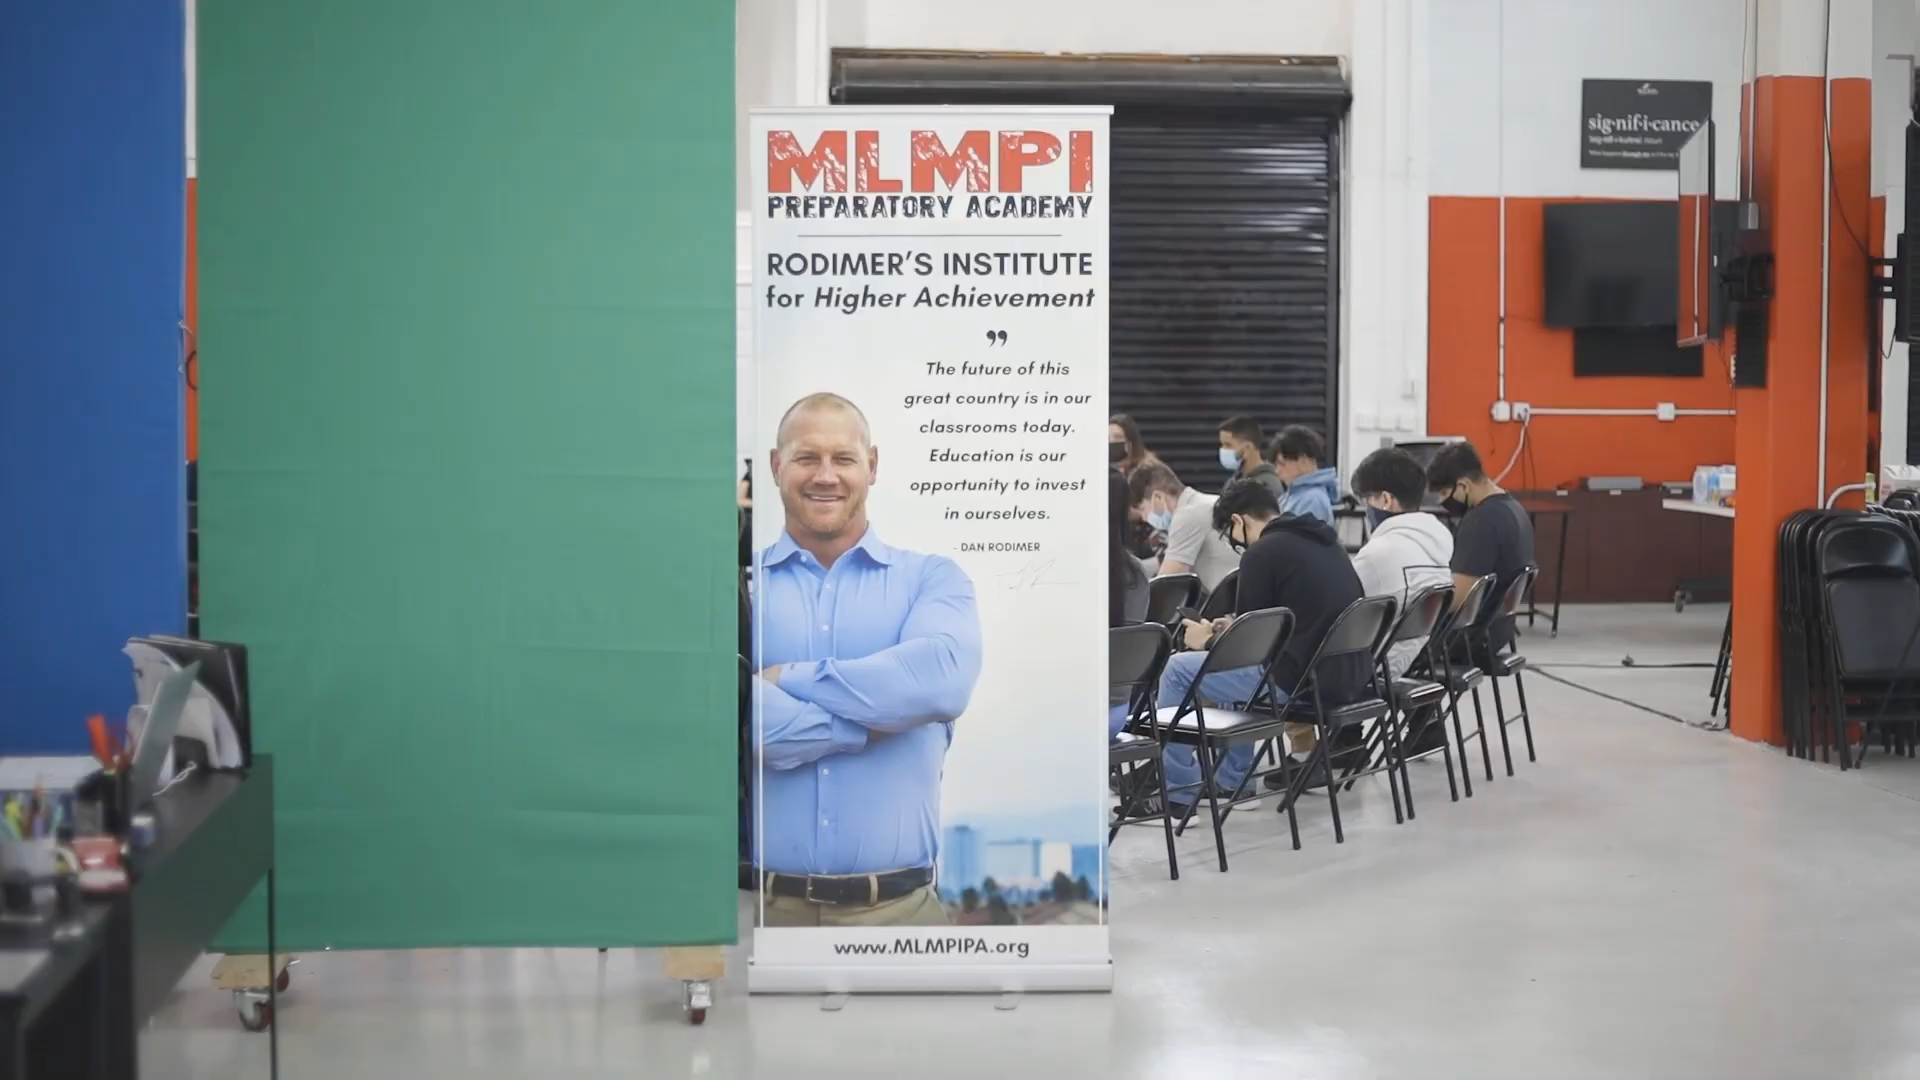 MLMPI
PREPARATORY ACADEMY
RODIMER'S INSTITUTE
for Higher Achievement
”
The future of this
great country is in our
classrooms today.
Education is our
opportunity to invest
in ourselves.
- DAN RODIMER
www.MLMPIPA.org
sig·nif·i·cance